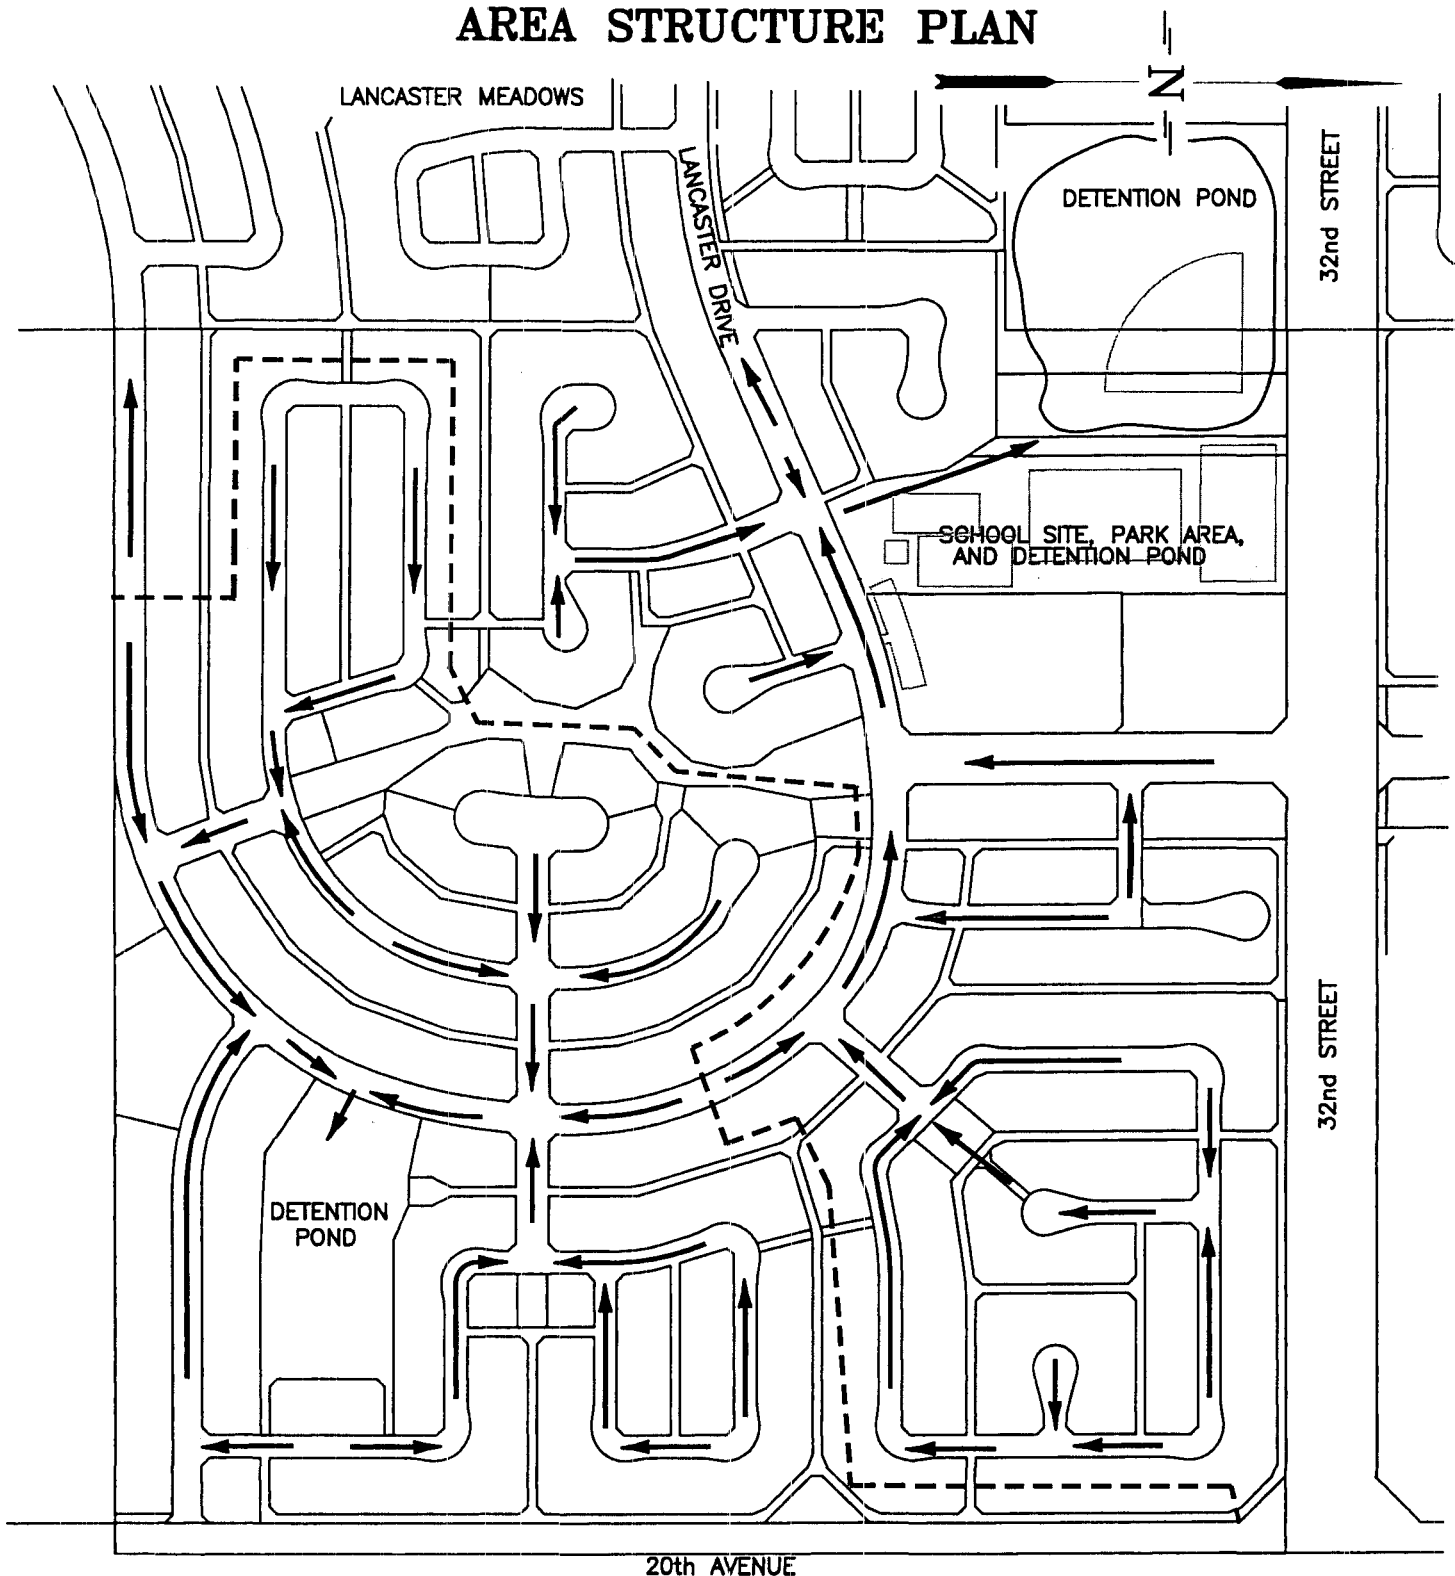 AREA STRUCTURE PLAN
N
LANCASTER MEADOWS
LANCASTER DRIVE
DETENTION POND
32nd STREET
SCHOOL SITE, PARK AREA,
AND DETENTION POND
32nd STREET
DETENTION
POND
20th AVENUE